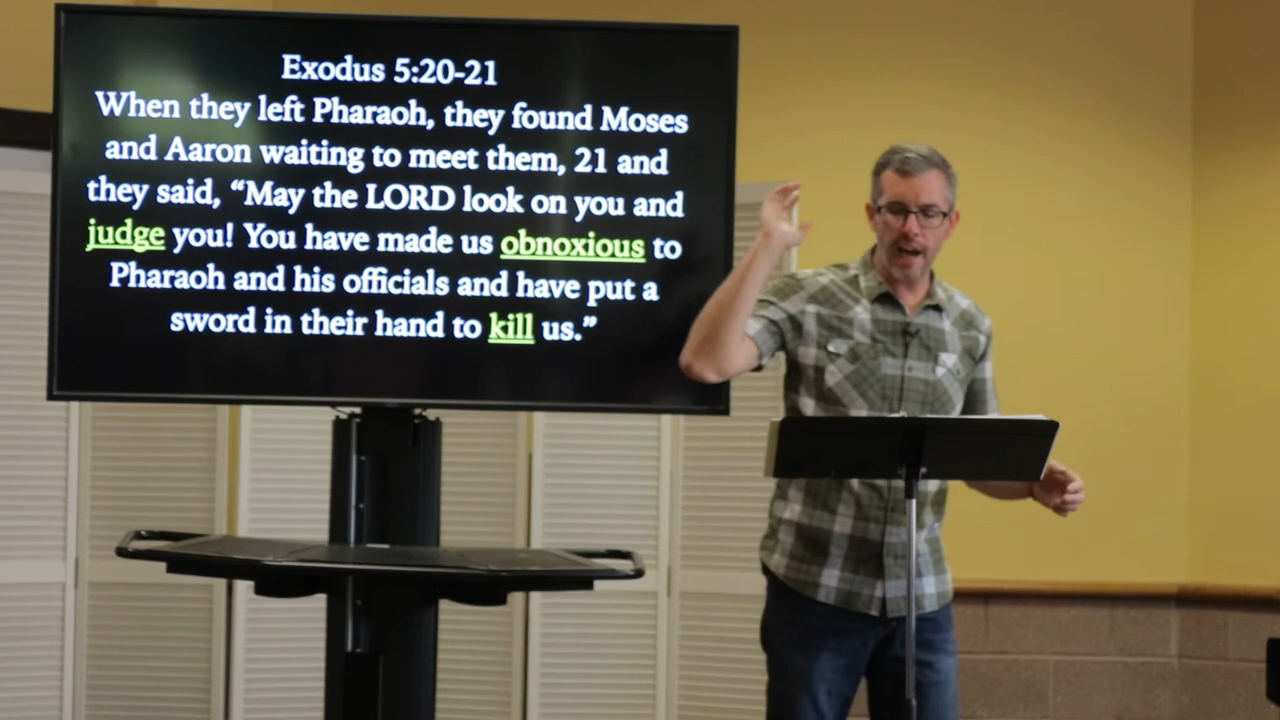 Exodus 5:20-21
When they left Pharaoh, they found Moses
and Aaron waiting to meet them, 21 and
they said, “May the LORD look on you and
judge you! You have made us obnoxious to
Pharaoh and his officials and have put a
sword in their hand to kill us.”